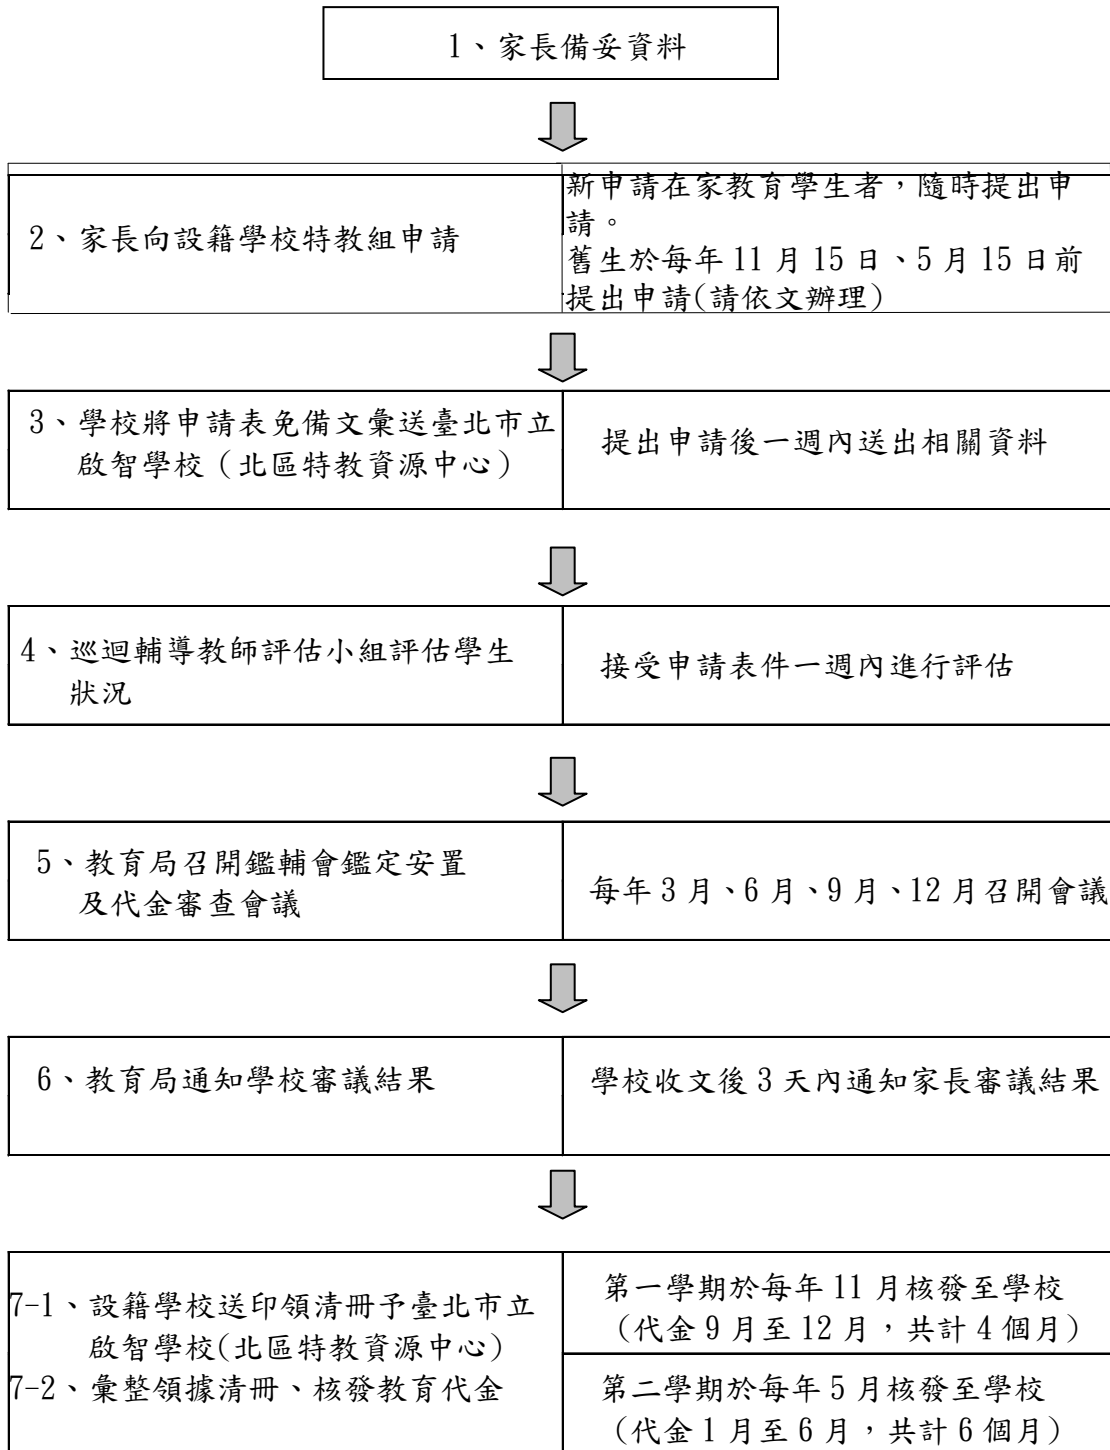 1、家長備妥資料
2、家長向設籍學校特教組申請
新申請在家教育學生者，隨時提出申
請。
舊生於每年 11 月 15 日、5 月 15 日前
提出申請(請依文辦理)
3、學校將申請表免備文彙送臺北市立
啟智學校（北區特教資源中心）
提出申請後一週內送出相關資料
4、巡迴輔導教師評估小組評估學生
狀況
接受申請表件一週內進行評估
5、教育局召開鑑輔會鑑定安置
及代金審查會議
每年 3 月、6 月、9 月、12 月召開會議
6、教育局通知學校審議結果
學校收文後 3 天內通知家長審議結果
7-1、設籍學校送印領清冊予臺北市立
啟智學校(北區特教資源中心)
7-2、彙整領據清冊、核發教育代金
第一學期於每年 11 月核發至學校
(代金 9 月至 12 月，共計 4 個月)
第二學期於每年 5 月核發至學校
(代金 1 月至 6 月，共計 6 個月)